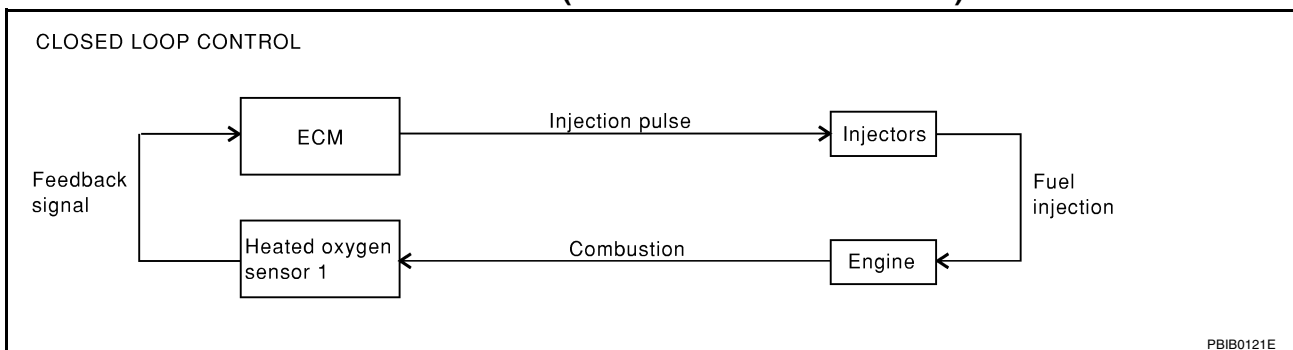 CLOSED LOOP CONTROL
ECM
Injection pulse
Injectors
Feedback
signal
Fuel
injection
Heated oxygen
sensor 1
Combustion
Engine
PBIB0121E